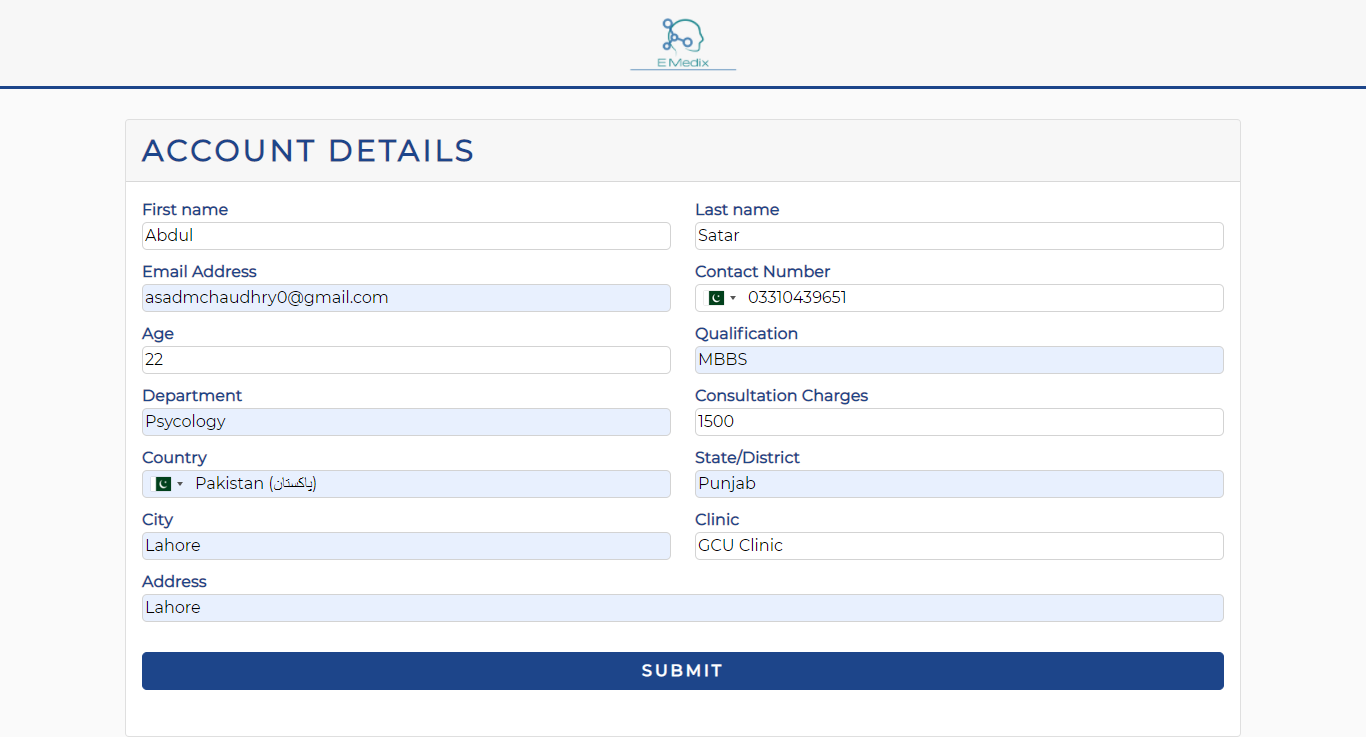 E Medix
ACCOUNT DETAILS
First name
Last name
Abdul
Satar
Email Address
Contact Number
asadmchaudhry0@gmail.com
03310439651
Age
Qualification
22
MBBS
Department
Consultation Charges
Psycology
1500
Country
State/District
Pakistan (پاکستان)
Punjab
City
Clinic
Lahore
GCU Clinic
Address
Lahore
SUBMIT